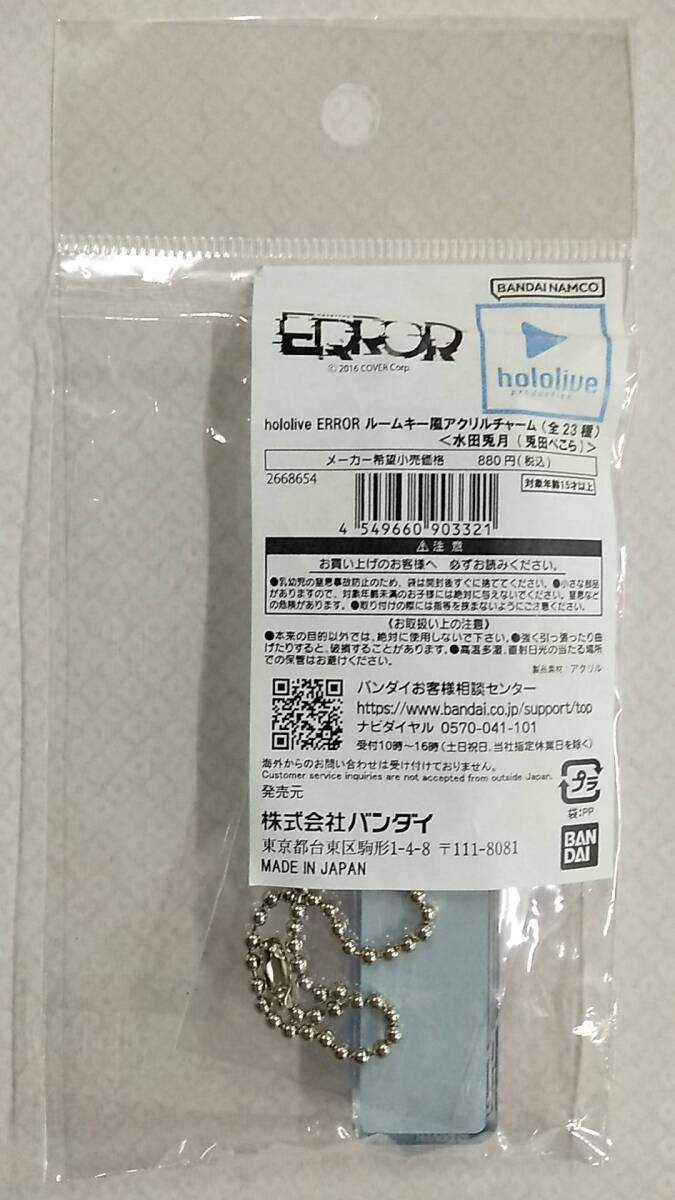 BANDAI NAMCO
hololive
ERROR
hololive
production
© 2016 COVER Corp.
hololive ERROR ルームキー風アクリルチャーム (全23種)
<水田兎月 (兎田ぺこら)>
メーカー希望小売価格 880円(税込)
2668654
対象年齢15才以上
4 549660 903321
⚠注意
お買い上げのお客様へ 必ずお読みください。
●乳幼児の窒息事故防止のため、袋は開封後すぐに捨ててください。●小さな部品
がありますので、対象年齢未満のお子様には絶対に与えないでください。窒息など
の危険があります。●取り付けの際には指等を挟まないようにご注意ください。
《お取扱い上の注意》
●本来の目的以外では、絶対に使用しないで下さい。●強く引っ張ったり曲
げたりすると、破損することがあります。●高温多湿、直射日光の当たる場所
での保管はお避けください。
製品素材：アクリル
バンダイお客様相談センター
https://www.bandai.co.jp/support/top
ナビダイヤル 0570-041-101
受付10時〜16時(土日祝日、当社指定休業日を除く)
海外からのお問い合わせは受け付けておりません。
Customer service inquiries are not accepted from outside Japan.
プラ
袋:PP
発売元
株式会社バンダイ
東京都台東区駒形1-4-8 〒111-8081
MADE IN JAPAN
BAN
DAI